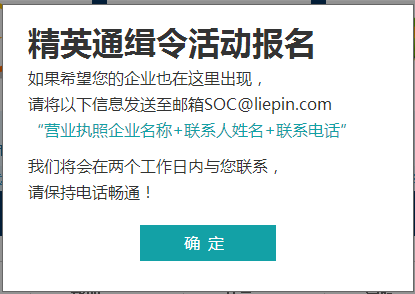 精英通缉令活动报名
如果希望您的企业也在这里出现，
请将以下信息发送至邮箱SOC@liepin.com
“营业执照企业名称+联系人姓名+联系电话”
我们将会在两个工作日内与您联系，
请保持电话畅通！
确 定